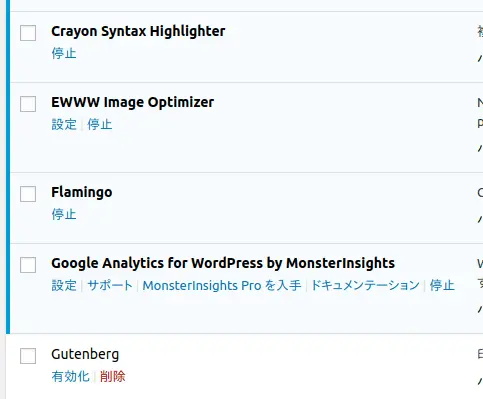 Crayon Syntax Highlighter
停止
EWWW Image Optimizer
設定 | 停止
Flamingo
停止
Google Analytics for WordPress by MonsterInsights
設定 | サポート | MonsterInsights Pro を入手 | ドキュメンテーション | 停止
Gutenberg
有効化 | 削除